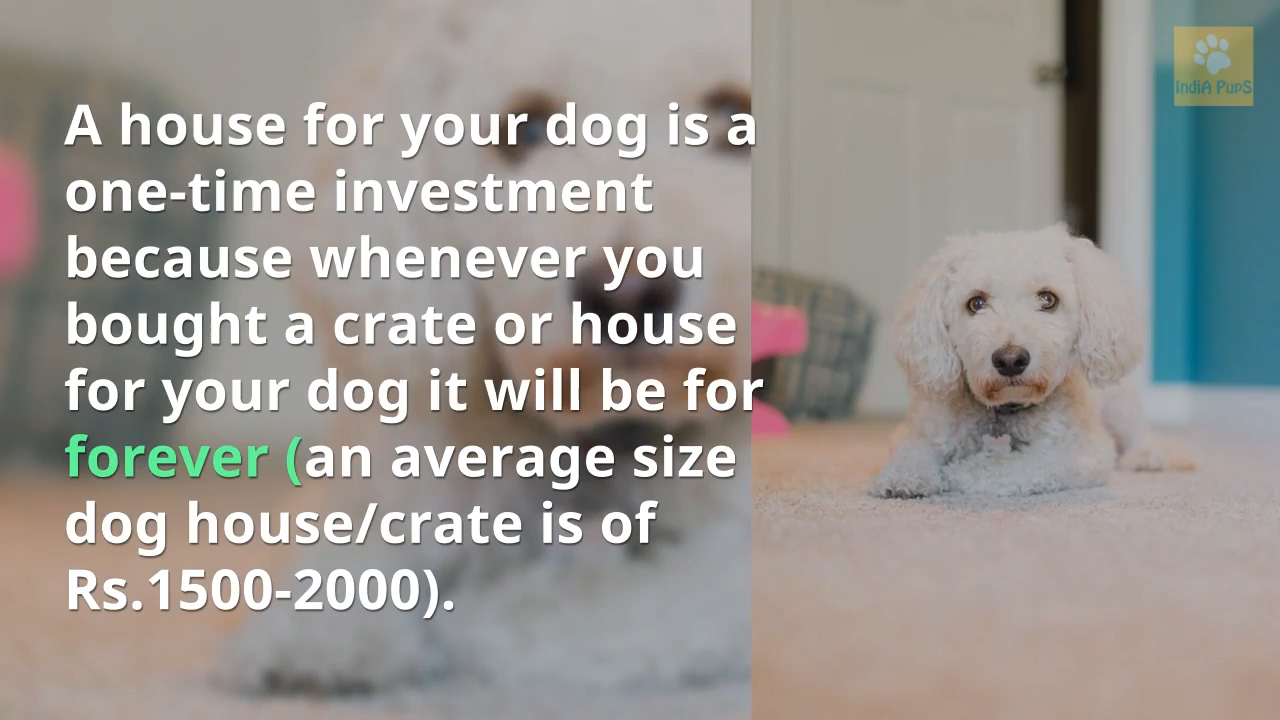 A house for your dog is a
one-time investment
because whenever you
bought a crate or house
for your dog it will be for
forever (an average size
dog house/crate is of
Rs.1500-2000).
IndiA PupS